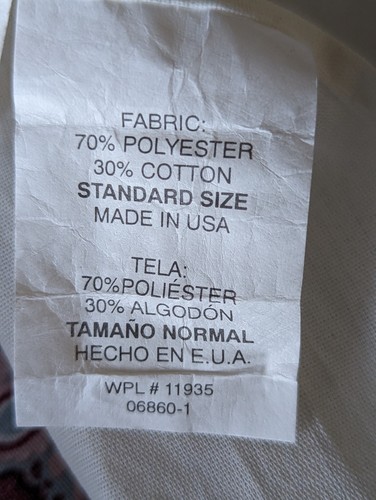 FABRIC:
70% POLYESTER
30% COTTON
STANDARD SIZE
MADE IN USA
TELA:
70%POLIÉSTER
30% ALGODÓN
TAMAÑO NORMAL
HECHO EN E.U.A.
WPL # 11935
06860-1